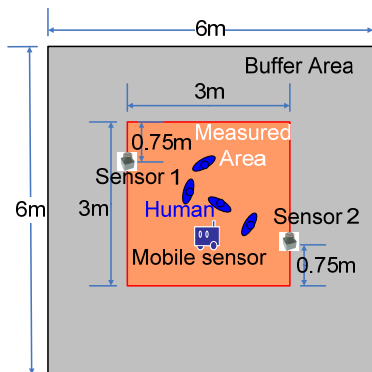 6m
Buffer Area
3m
Measured
Area
0.75m
Sensor 1
6m
3m
Human
Sensor 2
Mobile sensor
0.75m